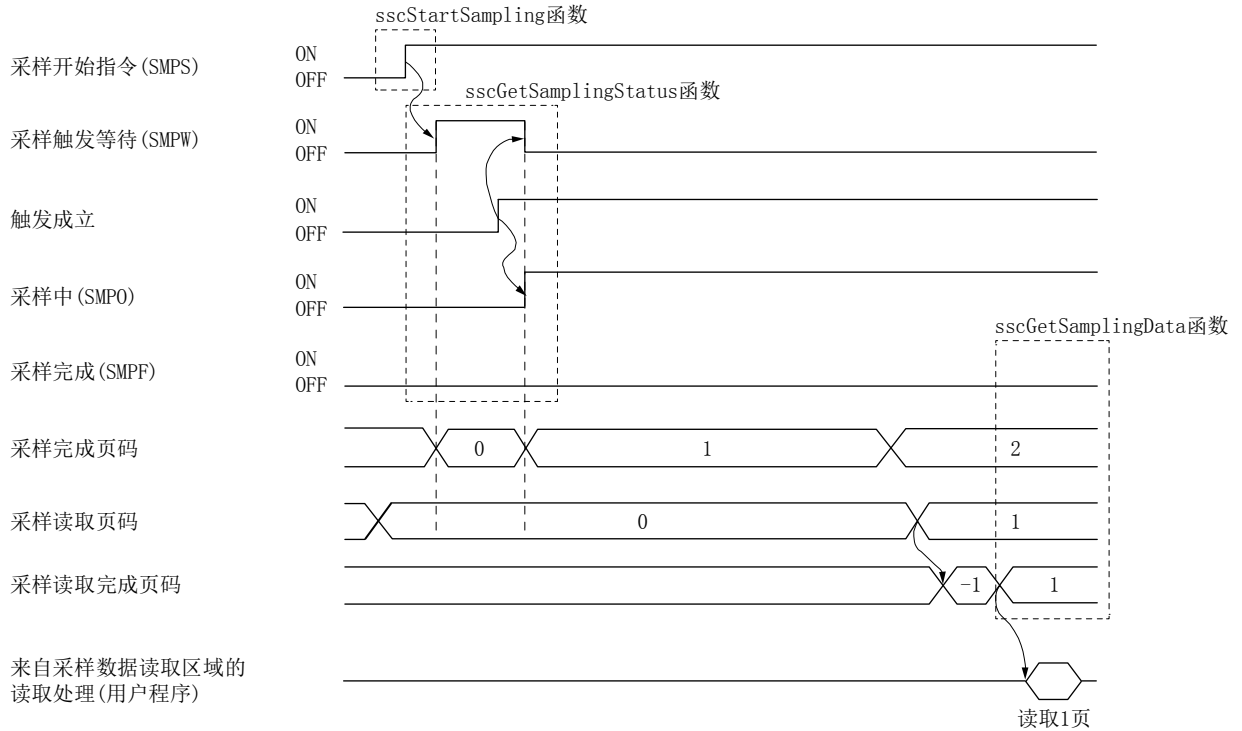 sscStartSampling函数
采样开始指令(SMPS)
ON
OFF
sscGetSamplingStatus函数
采样触发等待(SMPW)
ON
OFF
触发成立
ON
OFF
采样中(SMPO)
ON
OFF
sscGetSamplingData函数
采样完成(SMPF)
ON
OFF
采样完成页码
0
1
2
采样读取页码
0
1
采样读取完成页码
-1
1
来自采样数据读取区域的
读取处理(用户程序)
读取1页